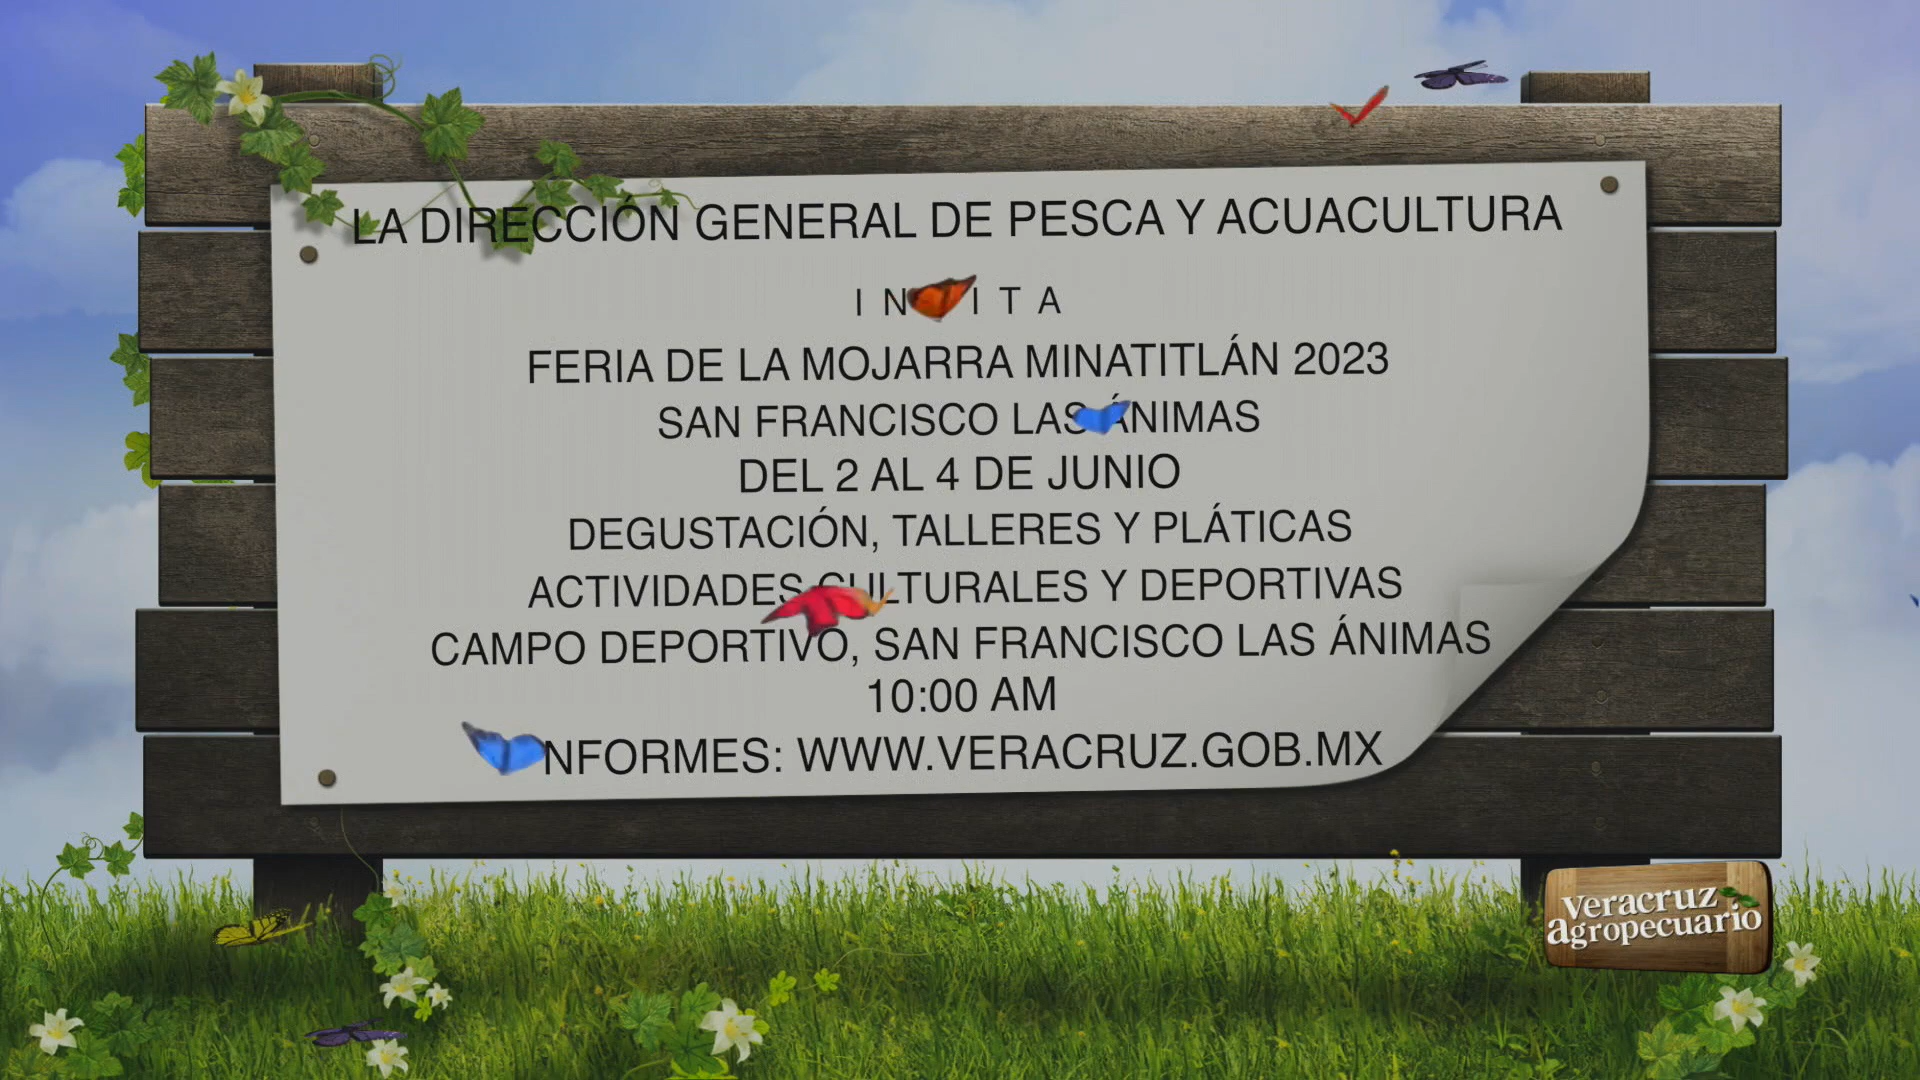 LA DIRECCIÓN GENERAL DE PESCA Y ACUACULTURA
INVITA
FERIA DE LA MOJARRA MINATITLÁN 2023
SAN FRANCISCO LAS ÁNIMAS
DEL 2 AL 4 DE JUNIO
DEGUSTACIÓN, TALLERES Y PLÁTICAS
ACTIVIDADES CULTURALES Y DEPORTIVAS
CAMPO DEPORTIVO, SAN FRANCISCO LAS ÁNIMAS
10:00 AM
INFORMES: WWW.VERACRUZ.GOB.MX
veracruz
agropecuario